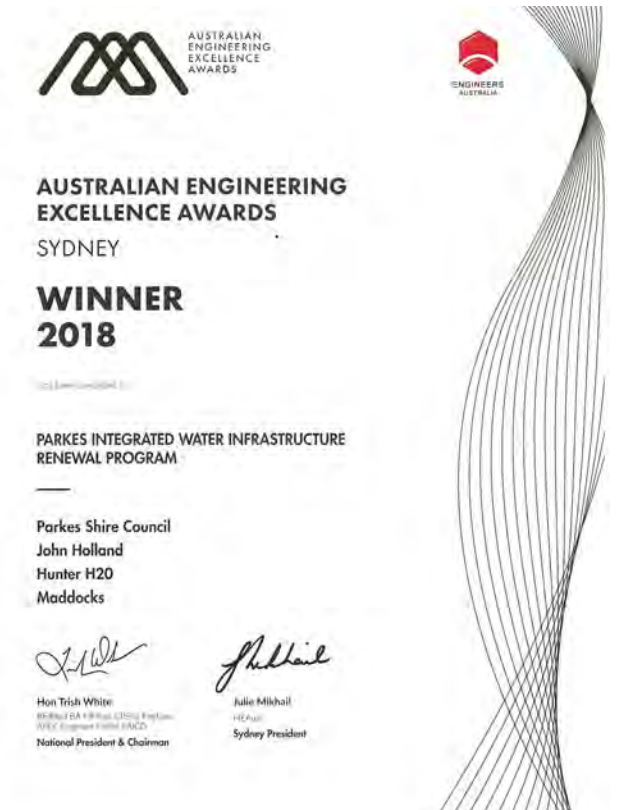 AUSTRALIAN
ENGINEERING
EXCELLENCE
AWARDS
ENGINEERS
AUSTRALIA
AUSTRALIAN ENGINEERING
EXCELLENCE AWARDS
SYDNEY
WINNER
2018
PARKES INTEGRATED WATER INFRASTRUCTURE
RENEWAL PROGRAM
Parkes Shire Council
John Holland
Hunter H20
Maddocks
Hon Trish White
National President & Chairman
Julie Mikhail
Sydney President